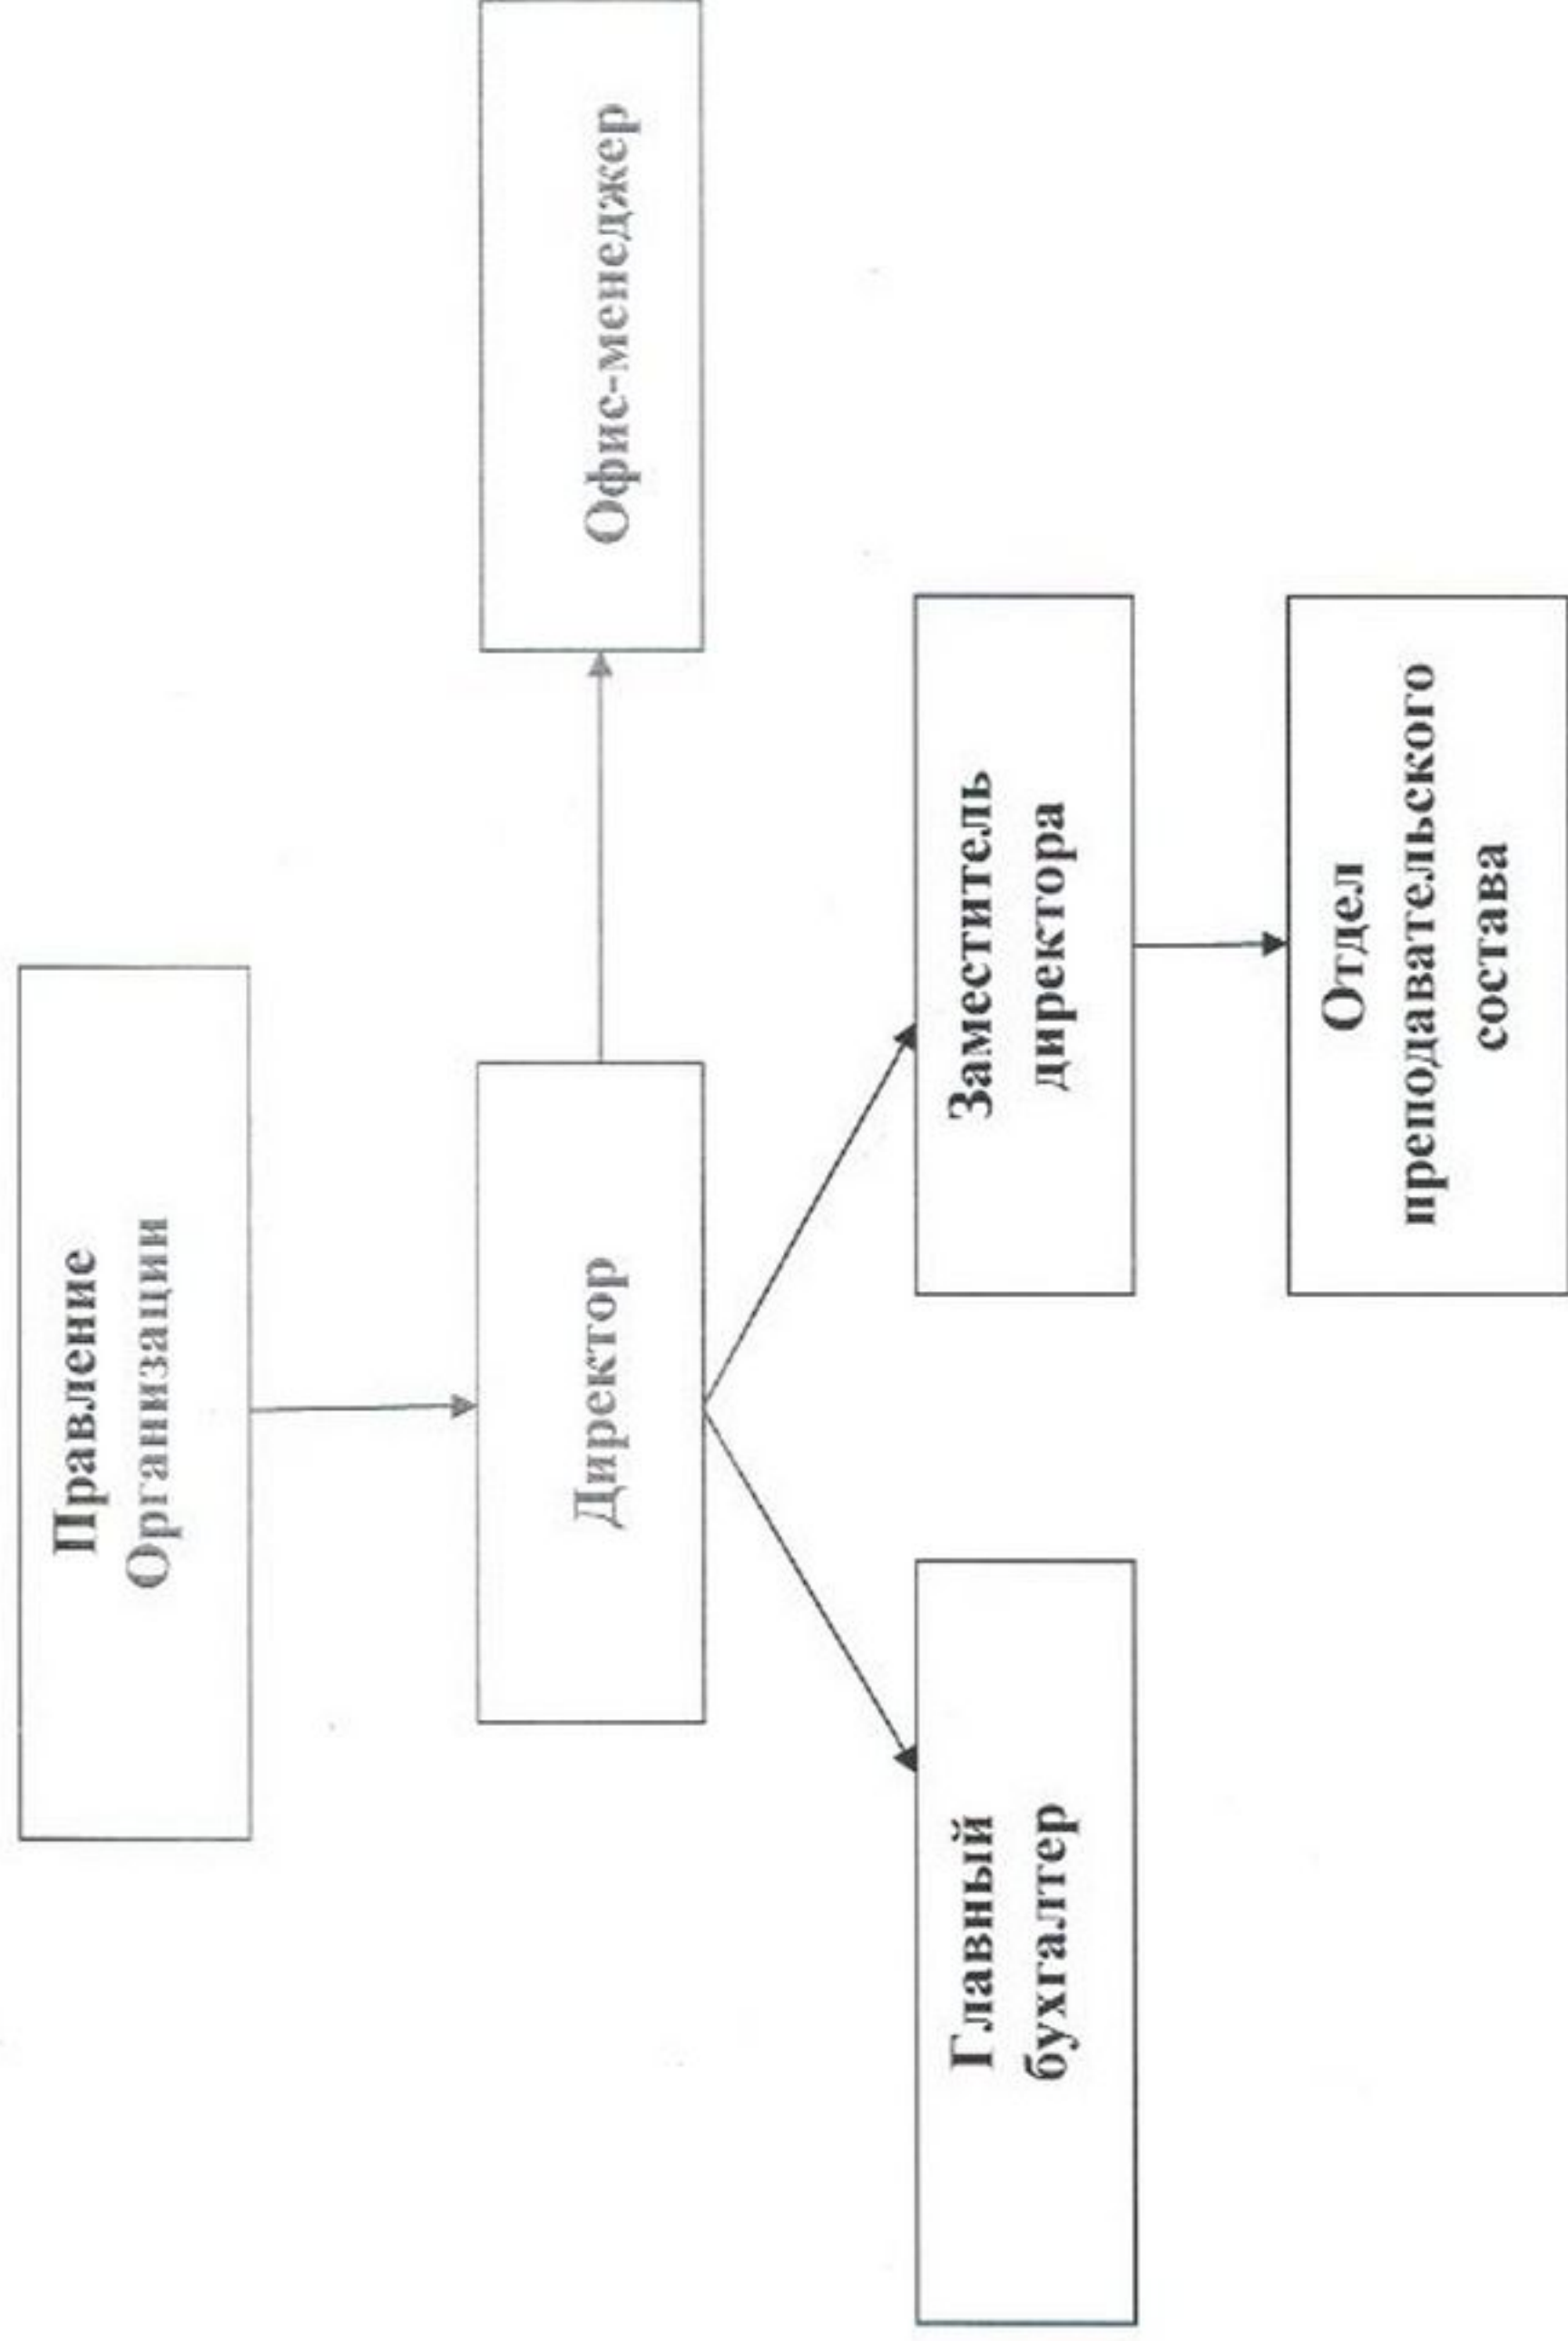 Правление
Организации
Директор
Офис-менеджер
Главный
бухгалтер
Заместитель
директора
Отдел
преподавательского
состава